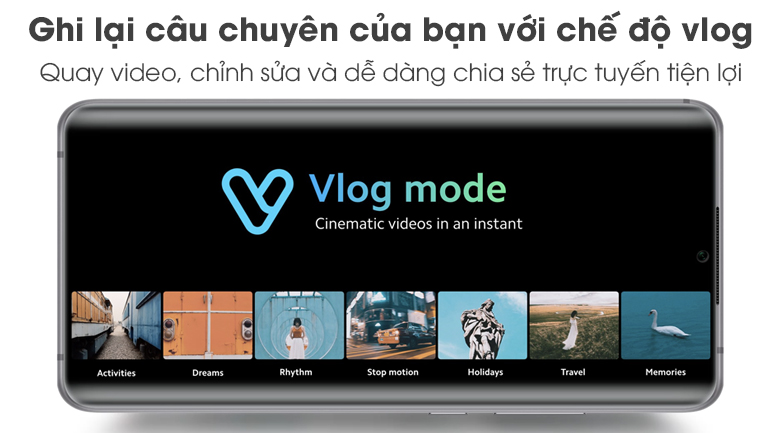 Ghi lại câu chuyên của bạn với chế độ vlog
Quay video, chỉnh sửa và dễ dàng chia sẻ trực tuyến tiện lợi
Vlog mode
Cinematic videos in an instant
Activities Dreams Rhythm Stop motion Holidays Travel Memories